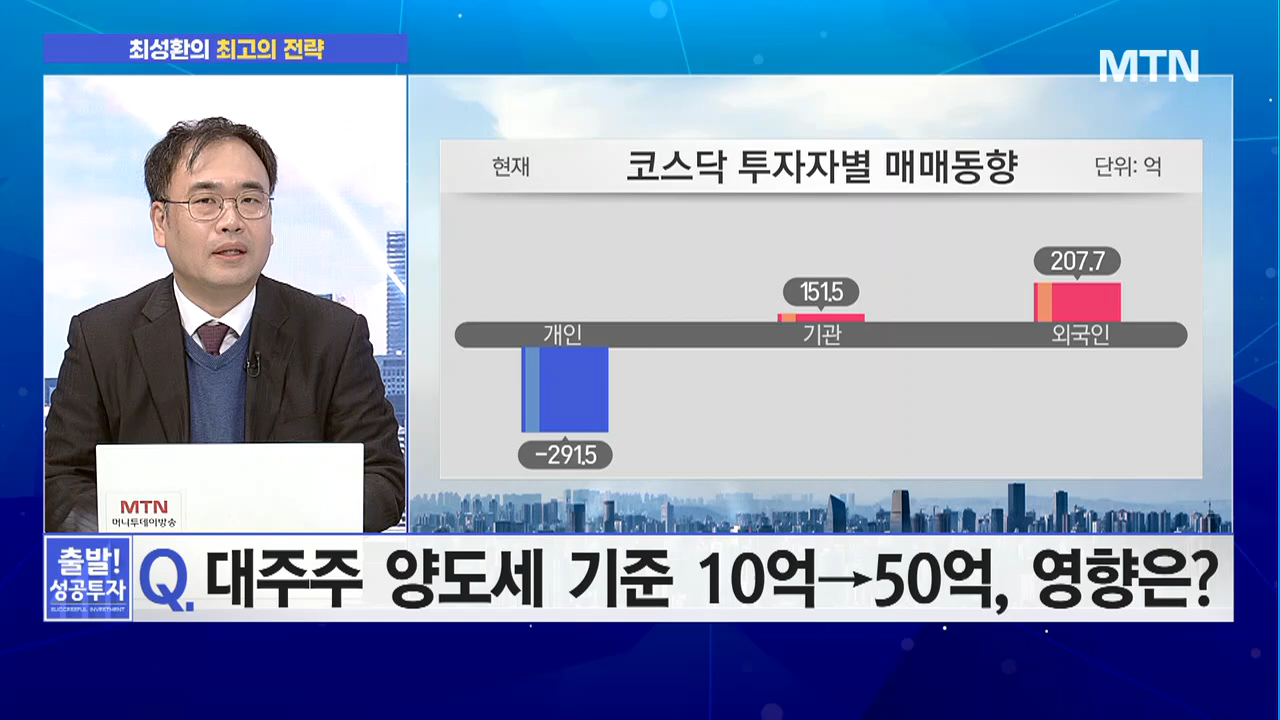 최성환의 최고의 전략
MTN
현재
코스닥 투자자별 매매동향
단위: 억
207.7
151.5
개인
기관
외국인
-291.5
MTN
머니투데이방송
출발!
성공투자
SUCCESSFUL INVESTMENT
Q. 대주주 양도세 기준 10억→50억, 영향은?